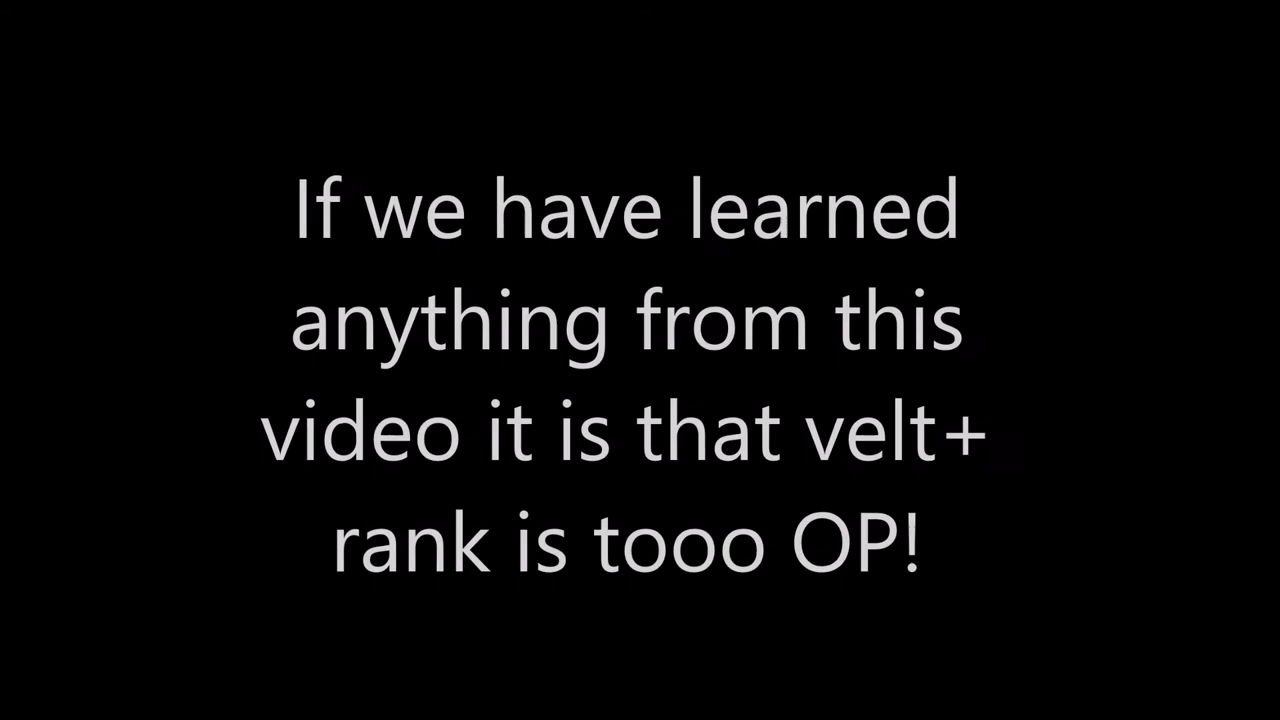 If we have learned
anything from this
video it is that velt+
rank is tooo OP!